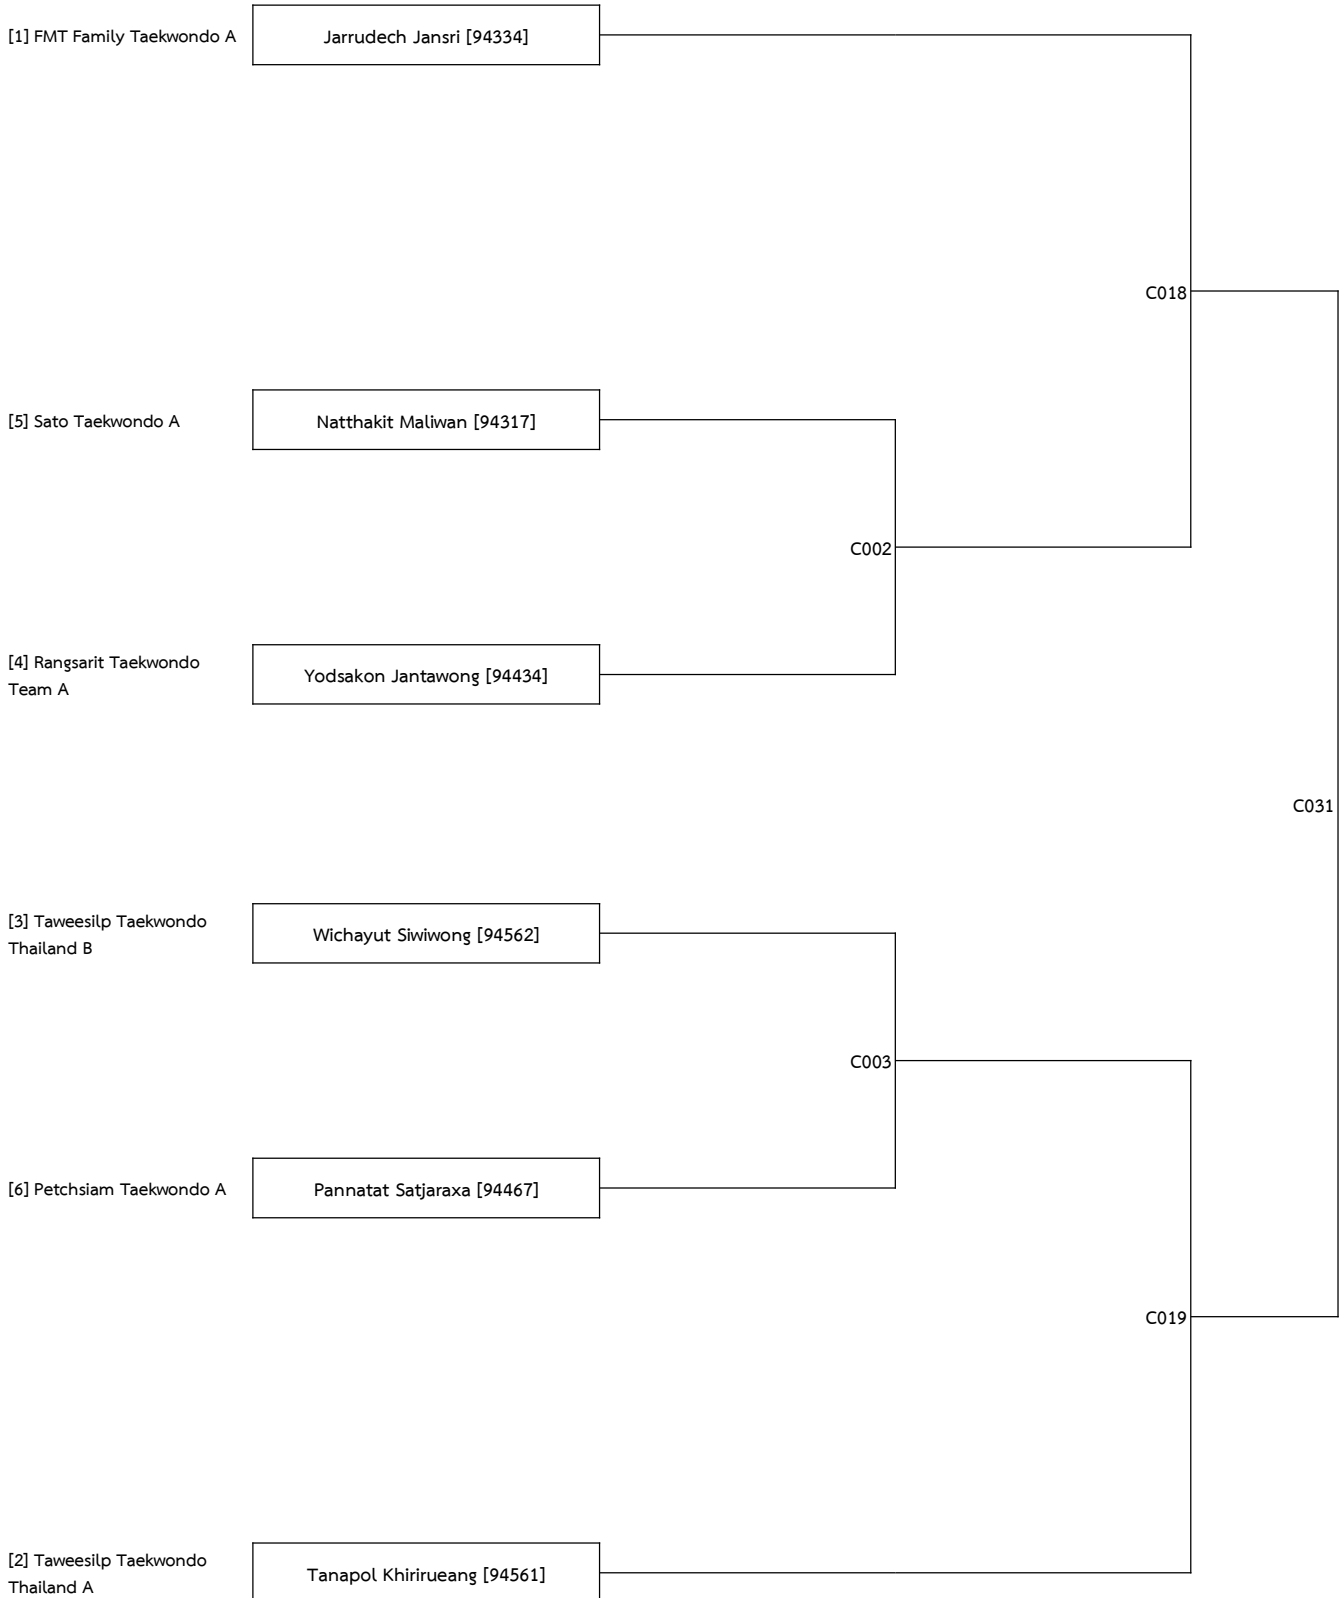 [1] FMT Family Taekwondo A
Jarrudech Jansri [94334]
C018
[5] Sato Taekwondo A
Natthakit Maliwan [94317]
C002
[4] Rangsarit Taekwondo
Team A
Yodsakon Jantawong [94434]
C031
[3] Taweesilp Taekwondo
Thailand B
Wichayut Siwiwong [94562]
C003
[6] Petchsiam Taekwondo A
Pannatat Satjaraxa [94467]
C019
[2] Taweesilp Taekwondo
Thailand A
Tanapol Khirirueang [94561]